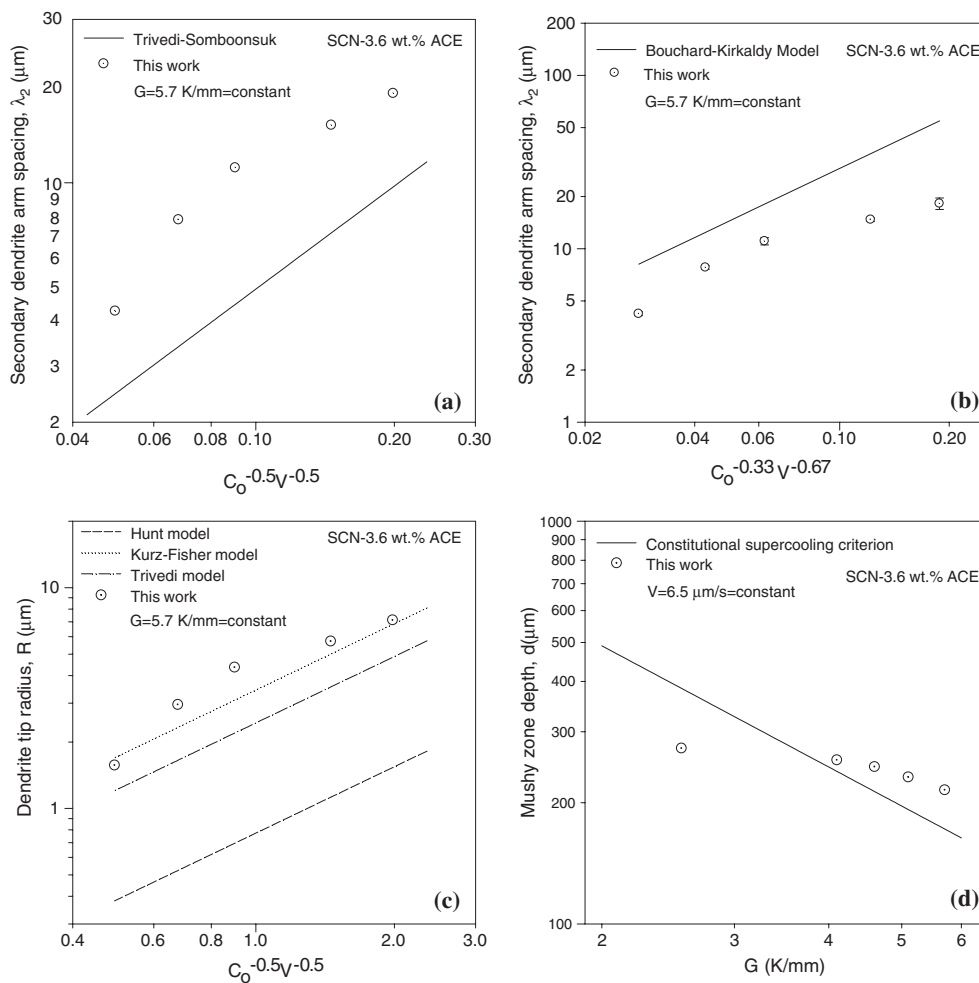 30
20
10
9
8
7
6
5
4
3
2
Secondary dendrite arm spacing, λ2 (μm)
Trivedi-Somboonsuk
SCN-3.6 wt.% ACE
This work
G=5.7 K/mm=constant
(a)
0.04 0.06 0.08 0.10 0.20 0.30
Co-0.5V-0.5
200
100
50
20
10
5
2
1
Secondary dendrite arm spacing, λ2 (μm)
Bouchard-Kirkaldy Model
SCN-3.6 wt.% ACE
This work
G=5.7 K/mm=constant
(b)
0.02 0.04 0.06 0.10 0.20
Co-0.33V-0.67
10
1
Dendrite tip radius, R (μm)
Hunt model
SCN-3.6 wt.% ACE
Kurz-Fisher model
Trivedi model
This work
G=5.7 K/mm=constant
(c)
0.4 0.6 0.8 1.0 2.0 3.0
Co-0.5V-0.5
1000
900
800
700
600
500
400
300
200
100
Mushy zone depth, d(μm)
Constitutional supercooling criterion
This work
SCN-3.6 wt.% ACE
V=6.5 μm/s=constant
(d)
2 3 4 5 6
G (K/mm)